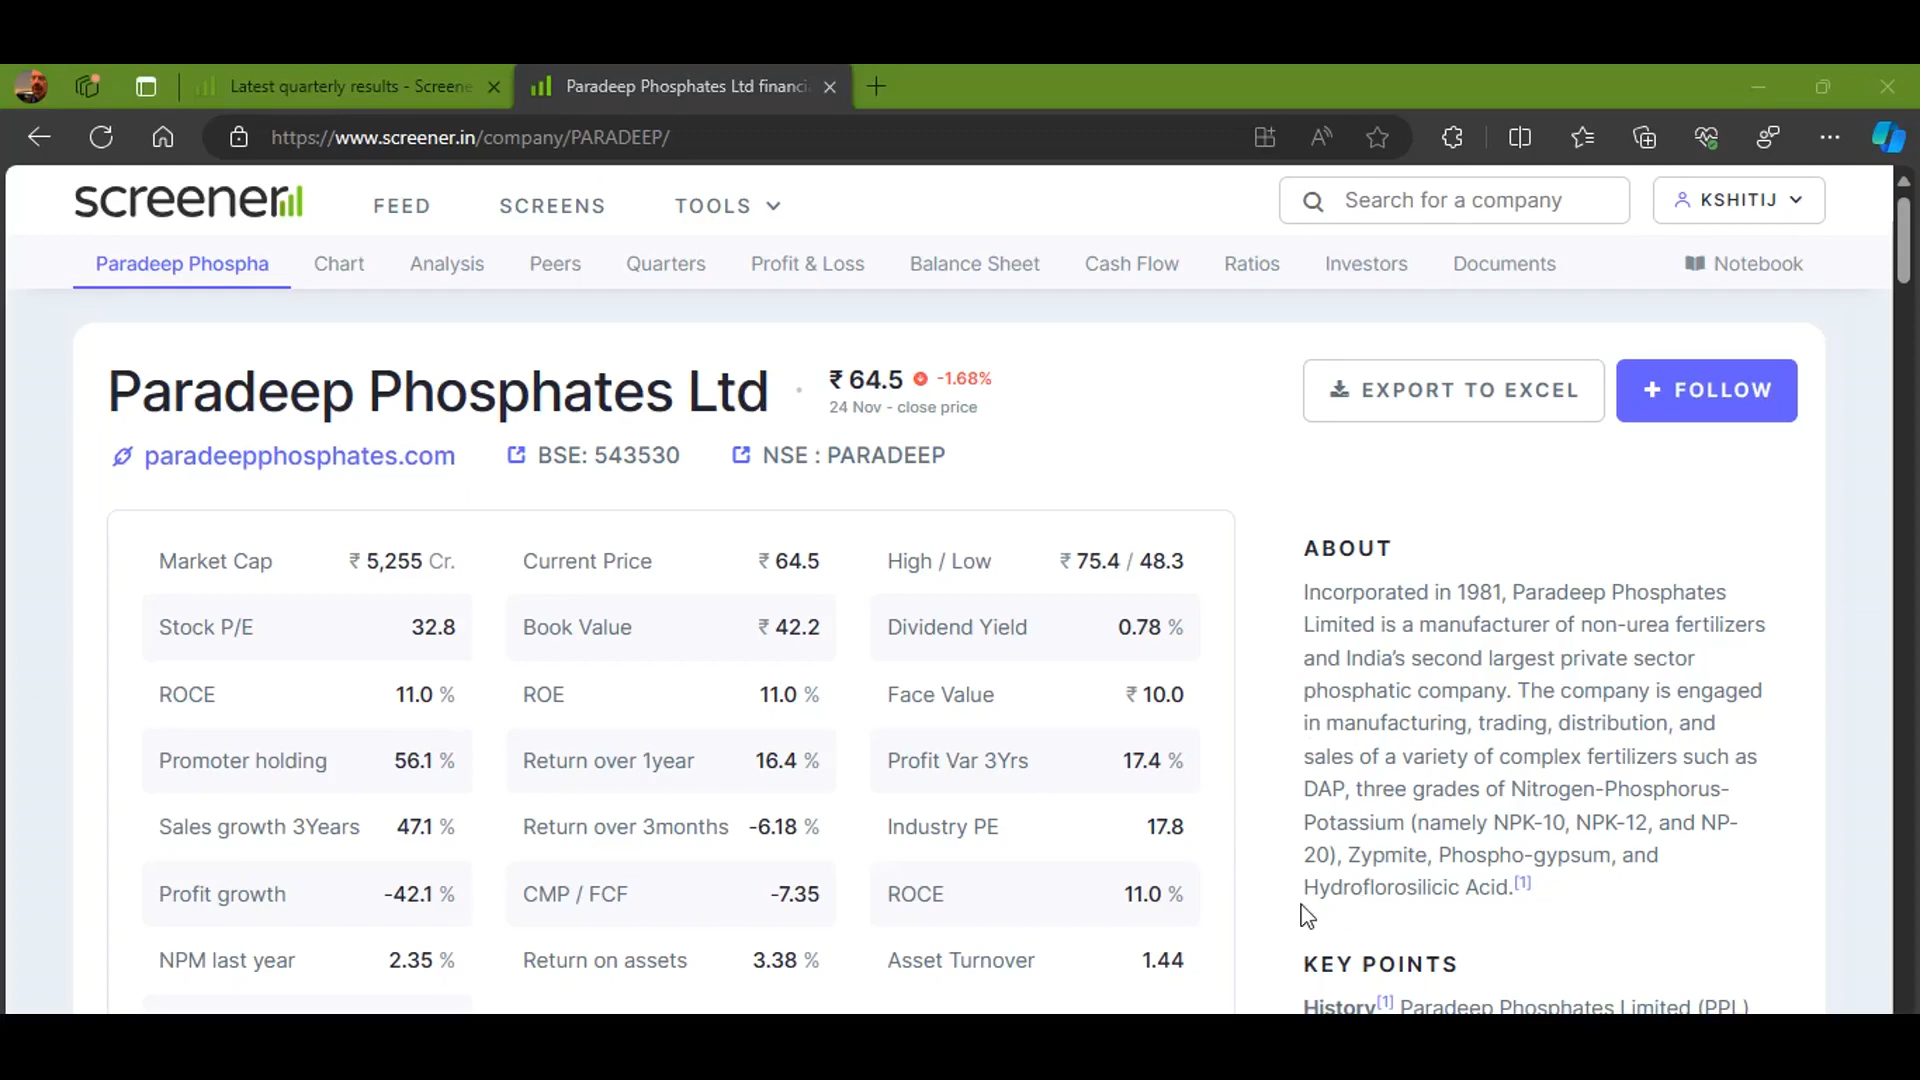 Latest quarterly results - Screene
Paradeep Phosphates Ltd financi
https://www.screener.in/company/PARADEEP/
screener
FEED
SCREENS
TOOLS
Search for a company
KSHITIJ
Paradeep Phospha
Chart
Analysis
Peers
Quarters
Profit & Loss
Balance Sheet
Cash Flow
Ratios
Investors
Documents
Notebook
Paradeep Phosphates Ltd
₹ 64.5 -1.68%
24 Nov - close price
EXPORT TO EXCEL
+ FOLLOW
paradeepphosphates.com
BSE: 543530
NSE : PARADEEP
Market Cap ₹ 5,255 Cr.
Current Price ₹ 64.5
High / Low ₹ 75.4 / 48.3
Stock P/E 32.8
Book Value ₹ 42.2
Dividend Yield 0.78 %
ROCE 11.0 %
ROE 11.0 %
Face Value ₹ 10.0
Promoter holding 56.1 %
Return over 1year 16.4 %
Profit Var 3Yrs 17.4 %
Sales growth 3Years 47.1 %
Return over 3months -6.18 %
Industry PE 17.8
Profit growth -42.1 %
CMP / FCF -7.35
ROCE 11.0 %
NPM last year 2.35 %
Return on assets 3.38 %
Asset Turnover 1.44
ABOUT
Incorporated in 1981, Paradeep Phosphates
Limited is a manufacturer of non-urea fertilizers
and India's second largest private sector
phosphatic company. The company is engaged
in manufacturing, trading, distribution, and
sales of a variety of complex fertilizers such as
DAP, three grades of Nitrogen-Phosphorus-
Potassium (namely NPK-10, NPK-12, and NP-
20), Zypmite, Phospho-gypsum, and
Hydroflorosilicic Acid.[1]
KEY POINTS
History[1] Paradeep Phosphates Limited (PPL)